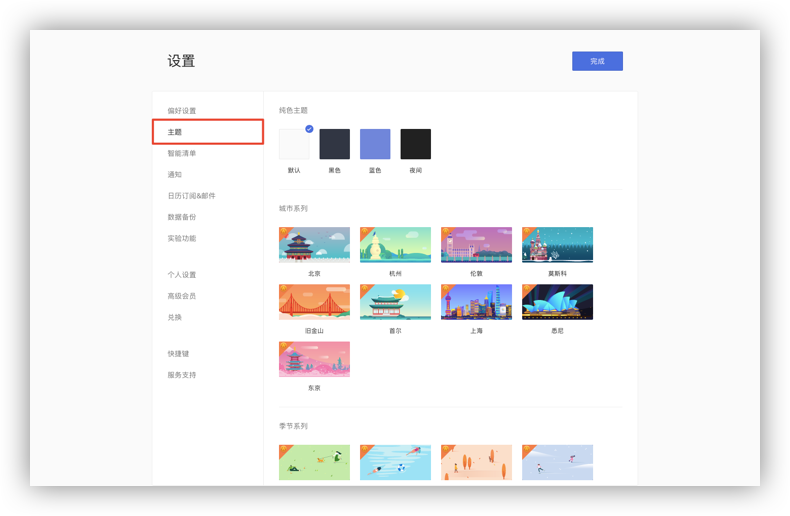 设置
完成
偏好设置
主题
智能清单
通知
日历订阅&邮件
数据备份
实验功能
个人设置
高级会员
兑换
快捷键
服务支持
纯色主题
默认
黑色
蓝色
夜间
城市系列
北京
杭州
伦敦
莫斯科
旧金山
首尔
上海
悉尼
东京
季节系列